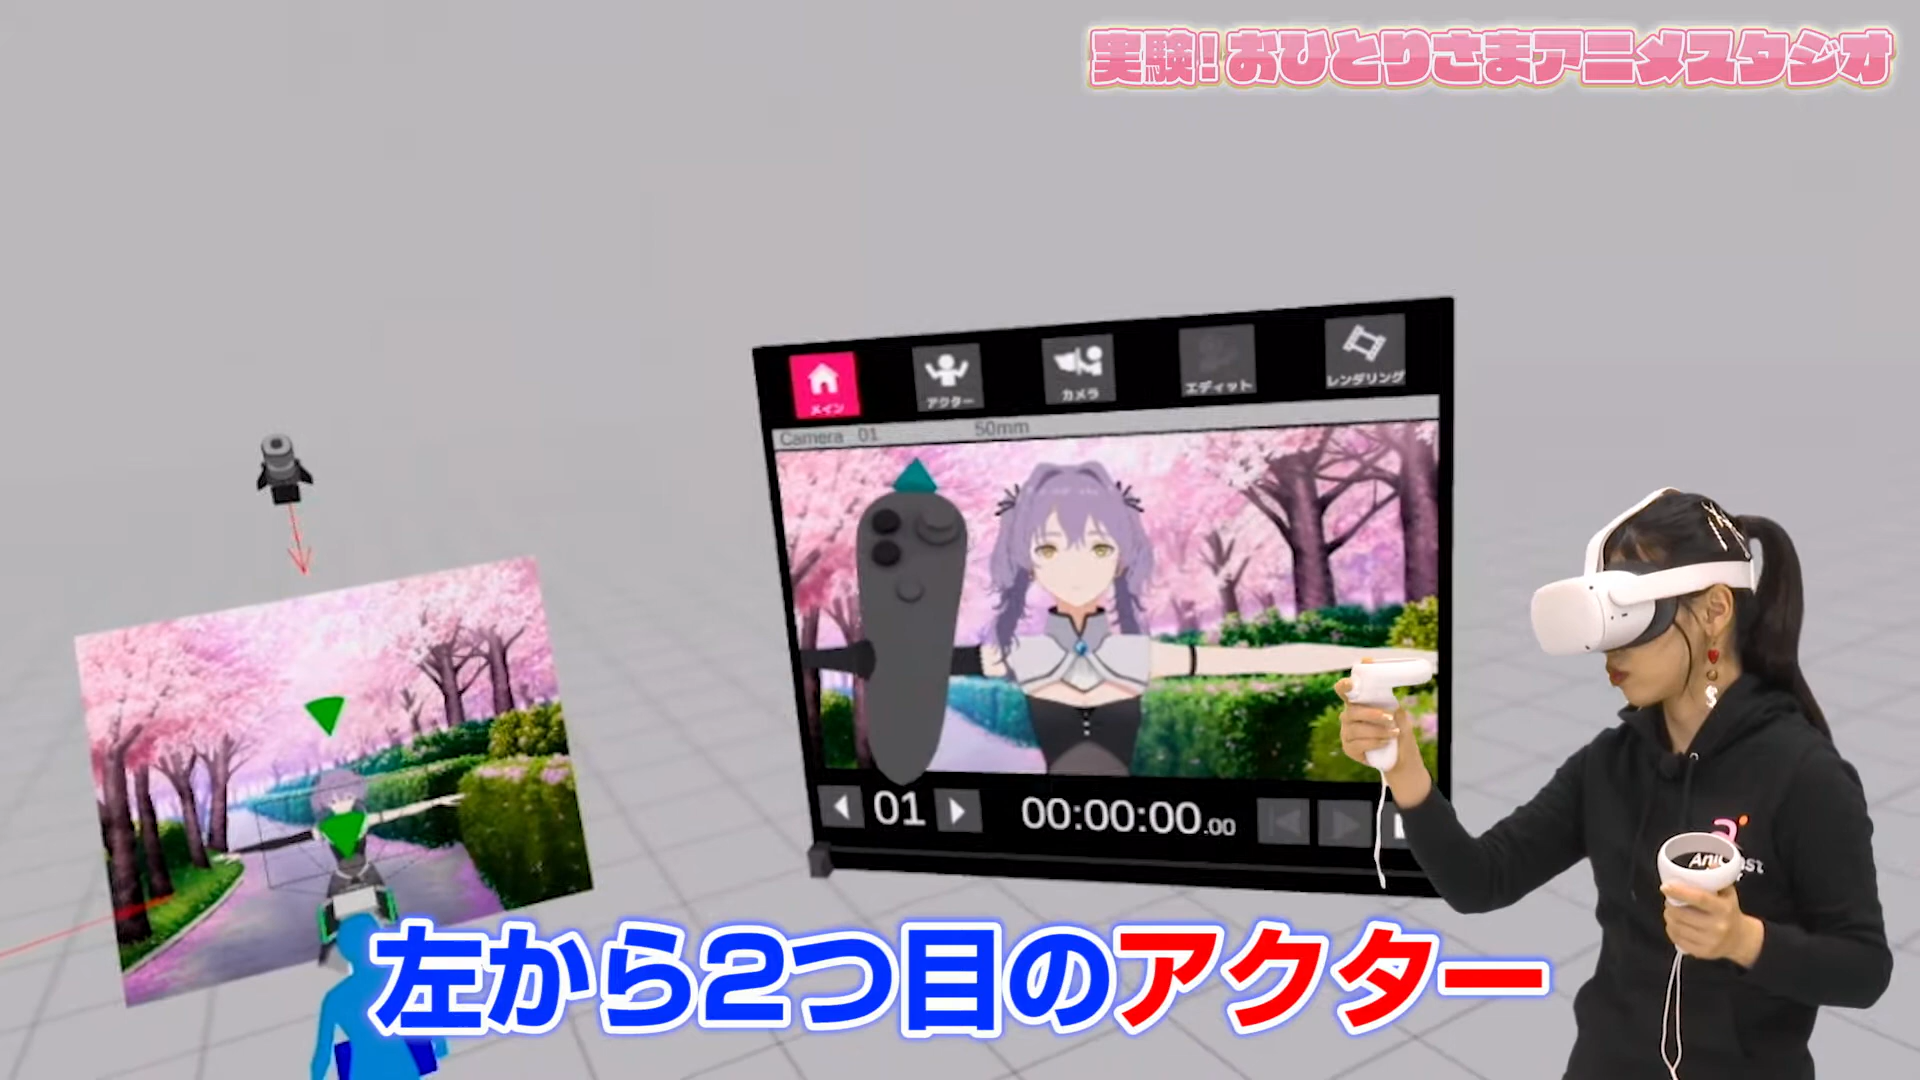 実験!おひとりさまアニメスタジオ
メイン
アクター
カメラ
エディット
レンダリング
Camera 01 50mm
01 00:00:00.00
左から2つ目のアクター